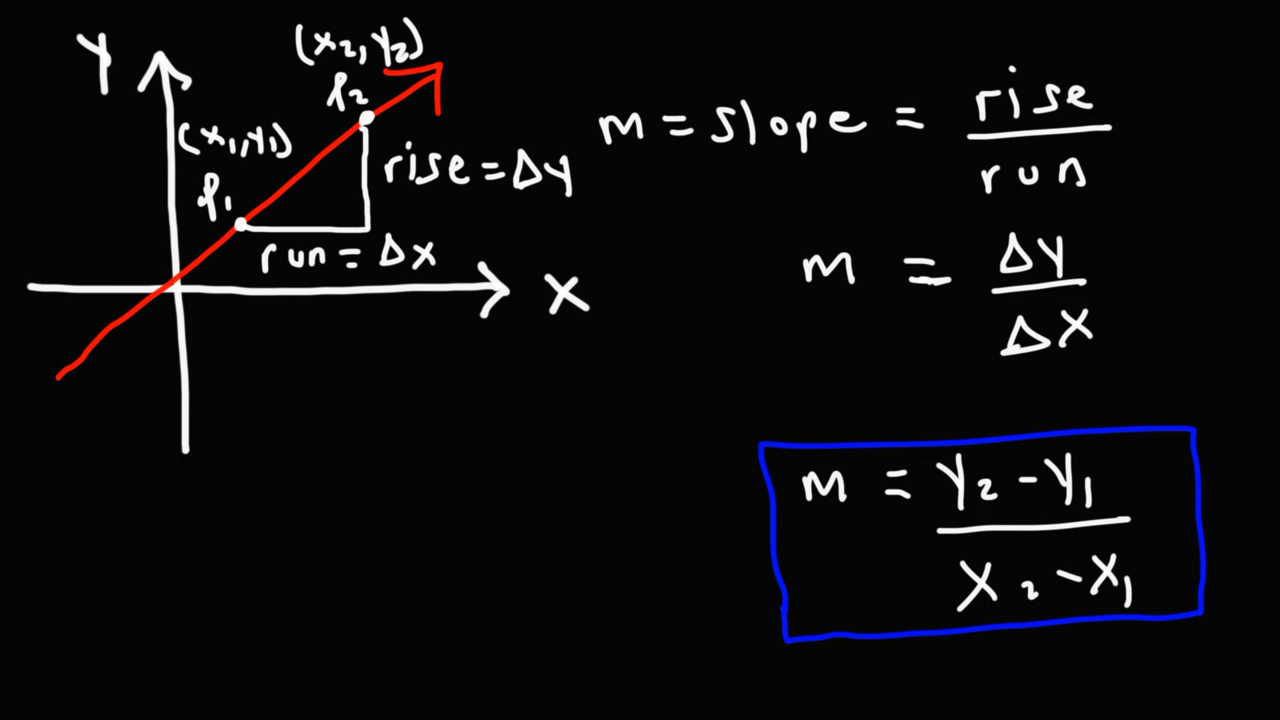 Y
(x₂, y₂)
P₂
(x₁, y₁)
P₁
rise = Δy
run = Δx
X
m = slope = rise
run
m = Δy
Δx
m = y₂ - y₁
x₂ - x₁